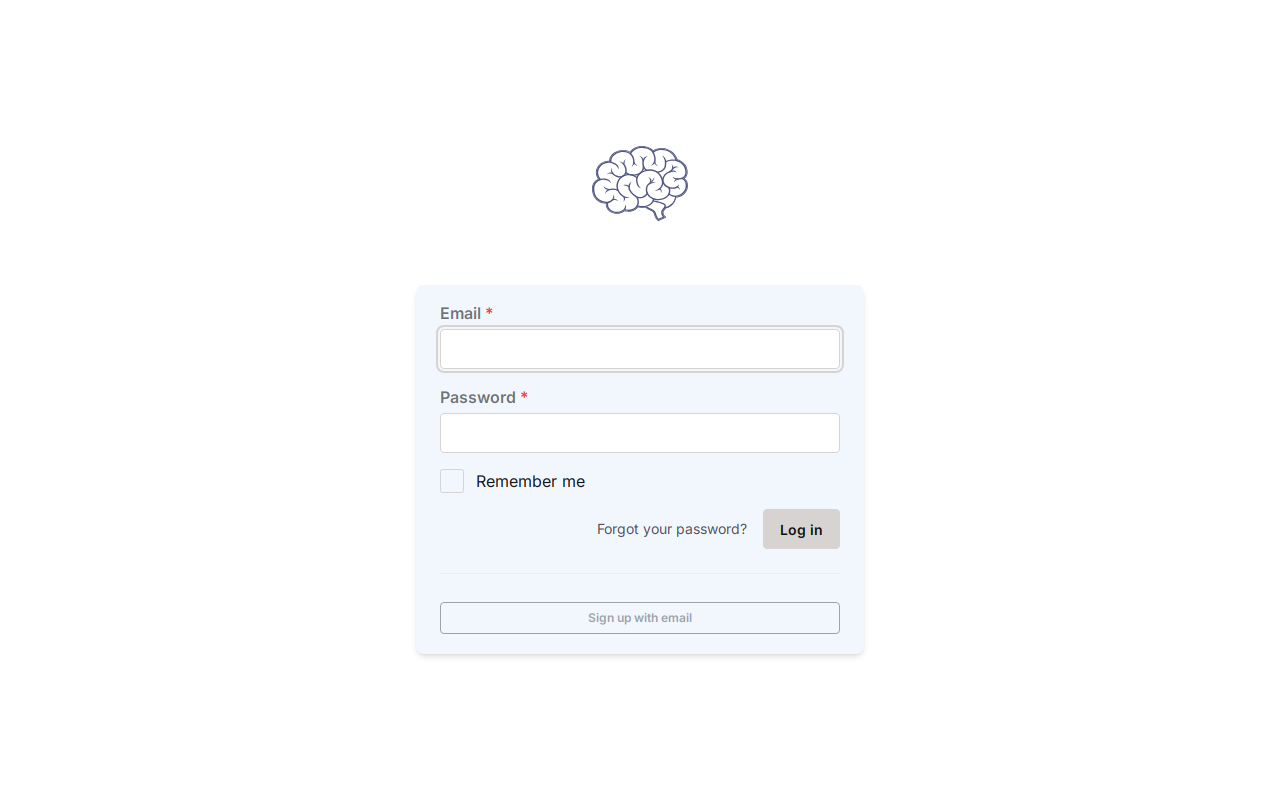 Email *
Password *
Remember me
Forgot your password?
Log in
Sign up with email